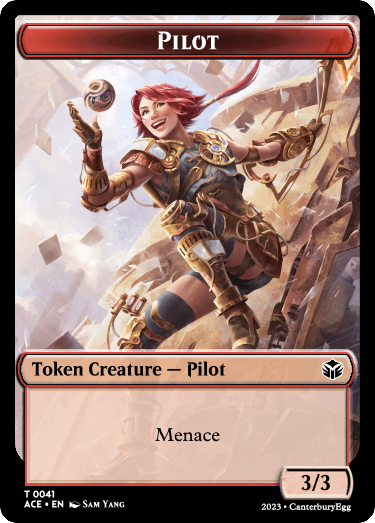 Pilot
Token Creature — Pilot
Menace
3/3
T 0041
ACE • EN Sam Yang
2023 • CanterburyEgg